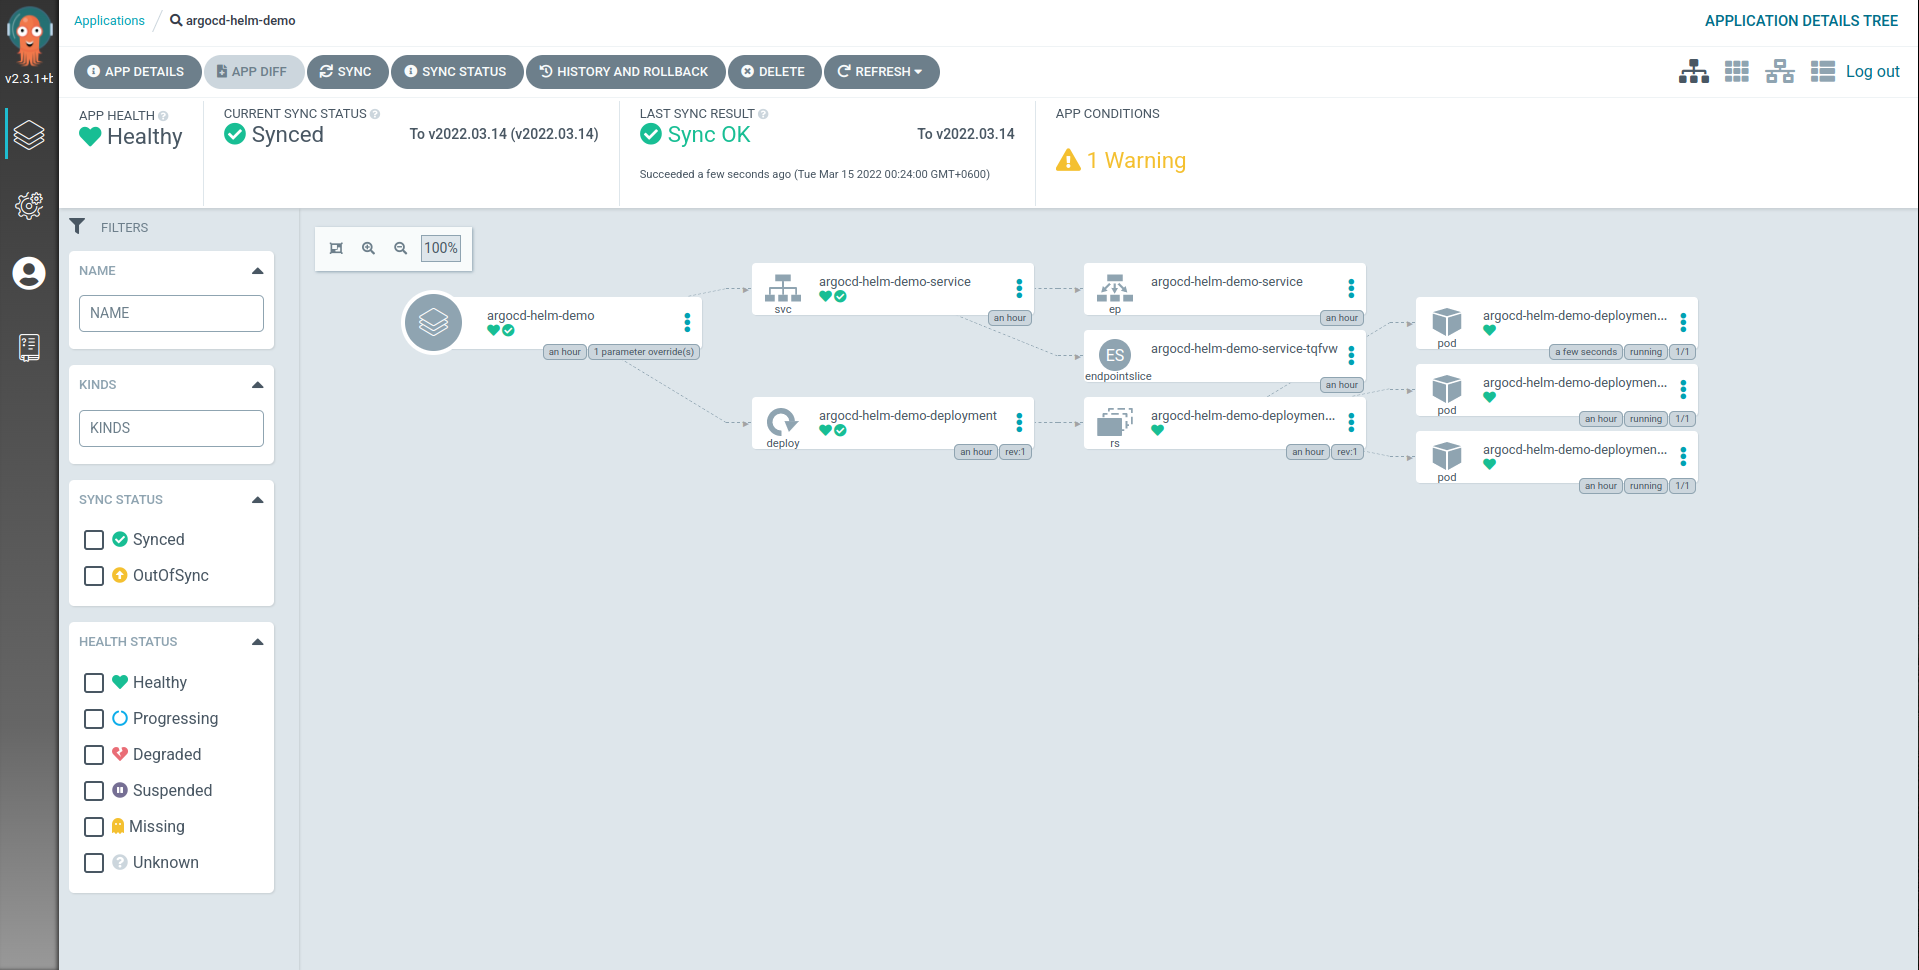 Applications / argocd-helm-demo
APPLICATION DETAILS TREE
v2.3.1+b
APP DETAILS
APP DIFF
SYNC
SYNC STATUS
HISTORY AND ROLLBACK
DELETE
REFRESH
Log out
APP HEALTH
Healthy
CURRENT SYNC STATUS
Synced
To v2022.03.14 (v2022.03.14)
LAST SYNC RESULT
Sync OK
To v2022.03.14
Succeeded a few seconds ago (Tue Mar 15 2022 00:24:00 GMT+0600)
APP CONDITIONS
1 Warning
FILTERS
NAME
NAME
KINDS
KINDS
SYNC STATUS
Synced
OutOfSync
HEALTH STATUS
Healthy
Progressing
Degraded
Suspended
Missing
Unknown
100%
argocd-helm-demo
an hour
1 parameter override(s)
argocd-helm-demo-service
svc
an hour
argocd-helm-demo-deployment
deploy
an hour
rev:1
argocd-helm-demo-service
ep
an hour
ES
argocd-helm-demo-service-tqfvw
endpointslice
an hour
argocd-helm-demo-deploymen...
rs
an hour
rev:1
argocd-helm-demo-deploymen...
pod
a few seconds
running
1/1
argocd-helm-demo-deploymen...
pod
an hour
running
1/1
argocd-helm-demo-deploymen...
pod
an hour
running
1/1